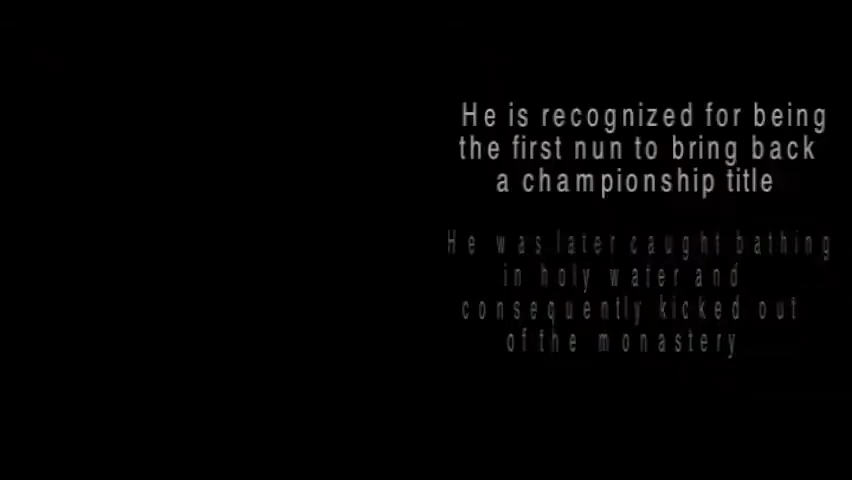 He is recognized for being
the first nun to bring back
a championship title
He was later caught bathing
in holy water and
consequently kicked out
of the monastery